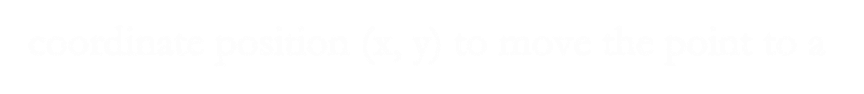 coordinate position (x, y) to move the point to a